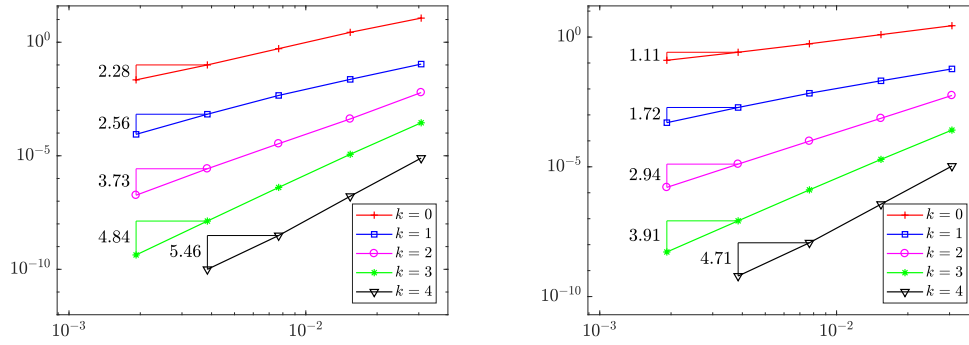 10^0
10^-5
10^-10
10^-3
10^-2
2.28
2.56
3.73
4.84
5.46
k = 0
k = 1
k = 2
k = 3
k = 4
10^0
10^-5
10^-10
10^-3
10^-2
1.11
1.72
2.94
3.91
4.71
k = 0
k = 1
k = 2
k = 3
k = 4